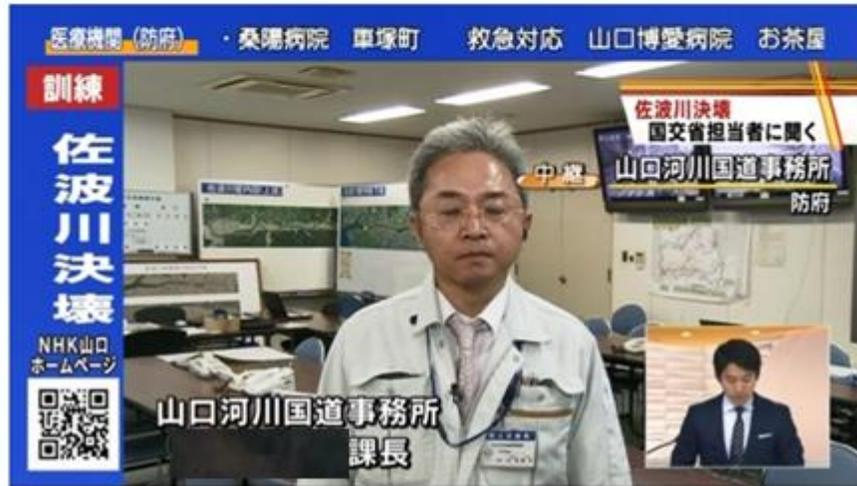 医療機関（防府） ・桑陽病院 車塚町 救急対応 山口博愛病院 お茶屋
訓練
佐波川決壊
国交省担当者に聞く
山口河川国道事務所
防府
中継
佐波川決壊
NHK山口
ホームページ
山口河川国道事務所
課長